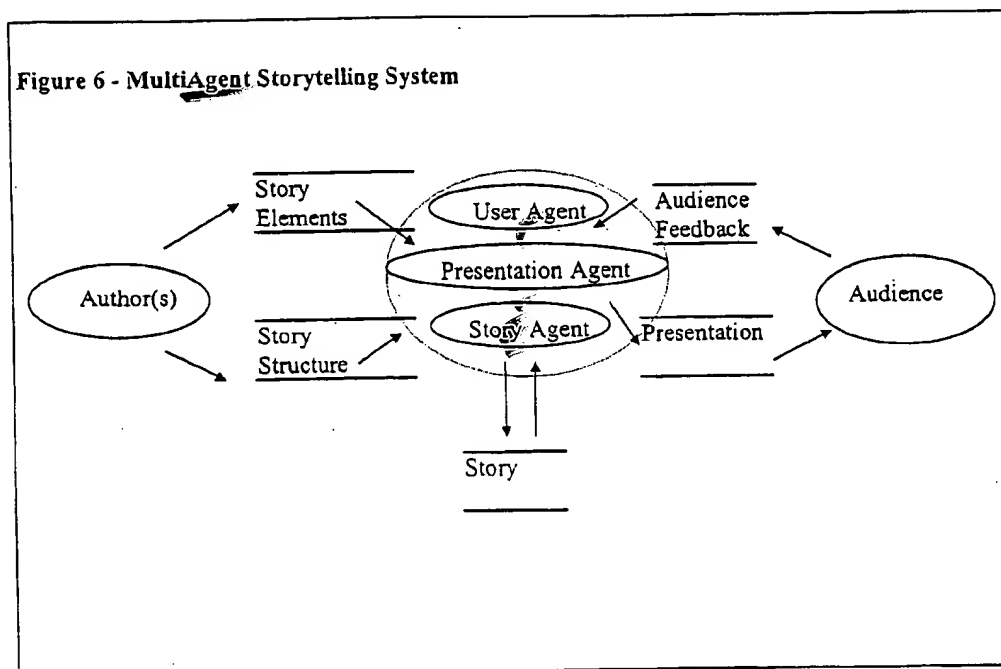 Figure 6 - MultiAgent Storytelling System
Story
Elements
User Agent
Audience
Feedback
Presentation Agent
Author(s)
Audience
Story
Structure
Story Agent
Presentation
Story